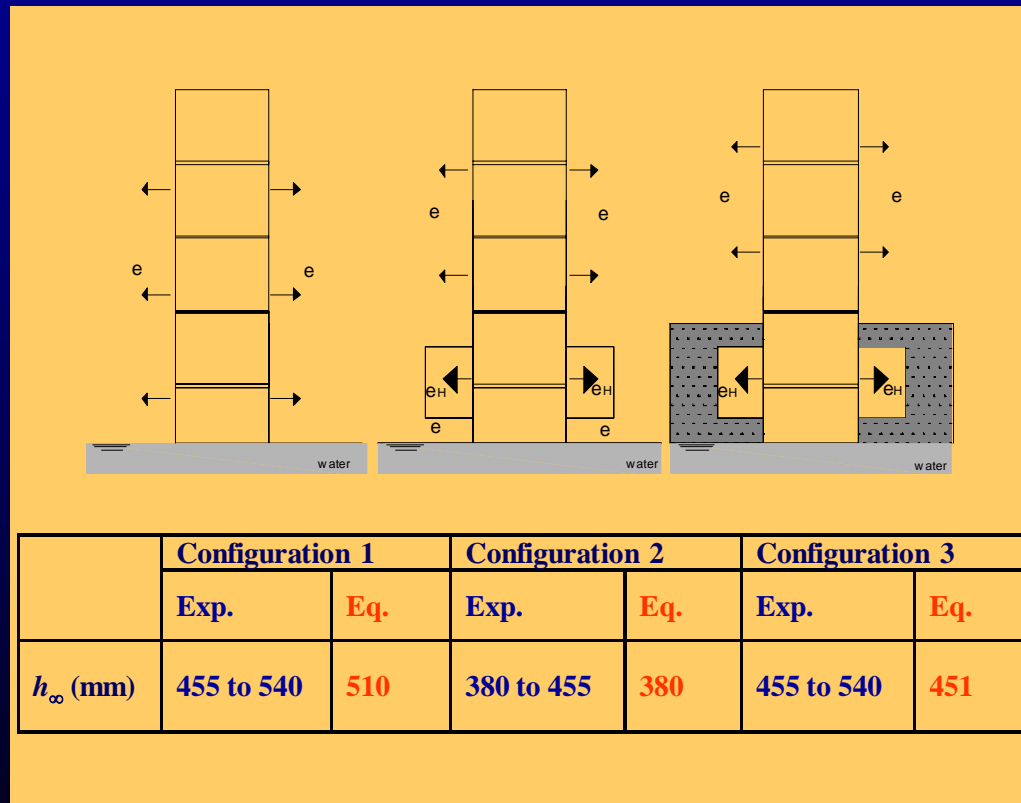 e e
water
e e
eH eH
e e
water
e e
eH eH
water
Configuration 1 Configuration 2 Configuration 3
Exp. Eq. Exp. Eq. Exp. Eq.
h∞ (mm) 455 to 540 510 380 to 455 380 455 to 540 451